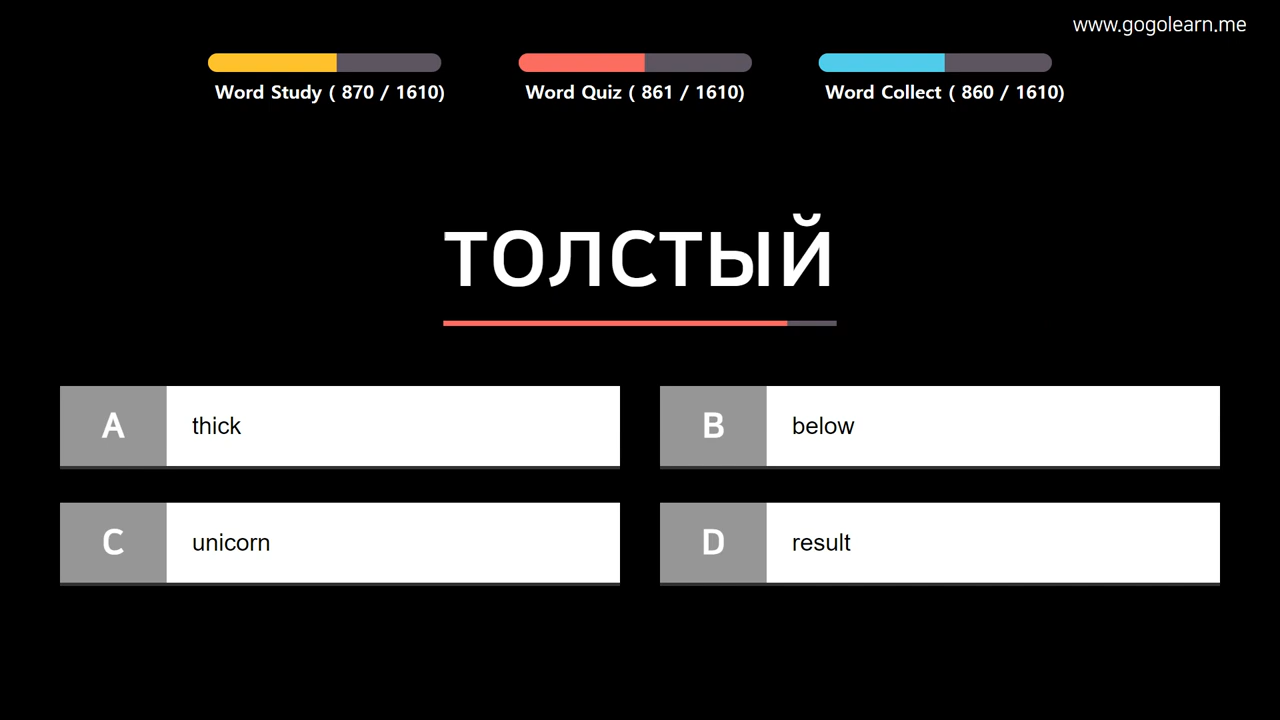 www.gogolearn.me
Word Study ( 870 / 1610)
Word Quiz ( 861 / 1610)
Word Collect ( 860 / 1610)
толстый
A thick
B below
C unicorn
D result